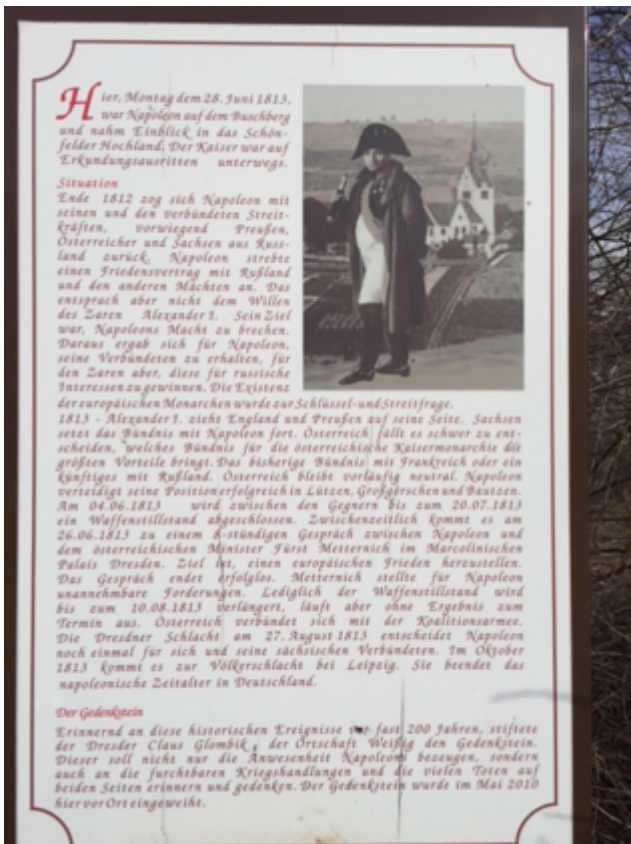 Hier, Montag dem 28. Juni 1813,
war Napoleon auf dem Buschberg
und nahm Einblick in das Schön-
felder Hochland. Der Kaiser war auf
Erkundungsausritten unterwegs.
Situation
Ende 1812 zog sich Napoleon mit
seinen und den verbündeten Streit-
kräften, vorwiegend Preußen,
Österreicher und Sachsen aus Russ-
land zurück. Napoleon strebte
einen Friedensvertrag mit Rußland
und den anderen Mächten an. Das
entsprach aber nicht dem Willen
des Zaren Alexander I. Sein Ziel
war, Napoleons Macht zu brechen.
Daraus ergab sich für Napoleon,
seine Verbündeten zu erhalten, für
den Zaren aber, diese für russische
Interessen zu gewinnen. Die Existenz
der europäischen Monarchen wurde zur Schlüssel- und Streitfrage.
1813 - Alexander I. zieht England und Preußen auf seine Seite. Sachsen
setzt das Bündnis mit Napoleon fort. Österreich fällt es schwer zu ent-
scheiden, welches Bündnis für die österreichische Kaisermonarchie die
größten Vorteile bringt. Das bisherige Bündnis mit Frankreich oder ein
künftiges mit Rußland. Österreich bleibt vorläufig neutral. Napoleon
verteidigt seine Position erfolgreich in Lützen, Großgörschen und Bautzen.
Am 04.06.1813 wird zwischen den Gegnern bis zum 20.07.1813
ein Waffenstillstand abgeschlossen. Zwischenzeitlich kommt es am
26.06.1813 zu einem 8-stündigen Gespräch zwischen Napoleon und
dem österreichischen Minister Fürst Metternich im Marcolinischen
Palais Dresden. Ziel ist, einen europäischen Frieden herzustellen.
Das Gespräch endet erfolglos. Metternich stellte für Napoleon
unannehmbare Forderungen. Lediglich der Waffenstillstand wird
bis zum 10.08.1813 verlängert, läuft aber ohne Ergebnis zum
Termin aus. Österreich verbündet sich mit der Koalitionsarmee.
Die Dresdner Schlacht am 27. August 1813 entscheidet Napoleon
noch einmal für sich und seine sächsischen Verbündeten. Im Oktober
1813 kommt es zur Völkerschlacht bei Leipzig. Sie beendet das
napoleonische Zeitalter in Deutschland.
Der Gedenkstein
Erinnernd an diese historischen Ereignisse vor fast 200 Jahren, stiftete
der Dresder Claus Glombik, der Ortschaft Weißig den Gedenkstein.
Dieser soll nicht nur die Anwesenheit Napoleons bezeugen, sondern
auch an die furchtbaren Kriegshandlungen und die vielen Toten auf
beiden Seiten erinnern und gedenken. Der Gedenkstein wurde im Mai 2010
hier vor Ort eingeweiht.